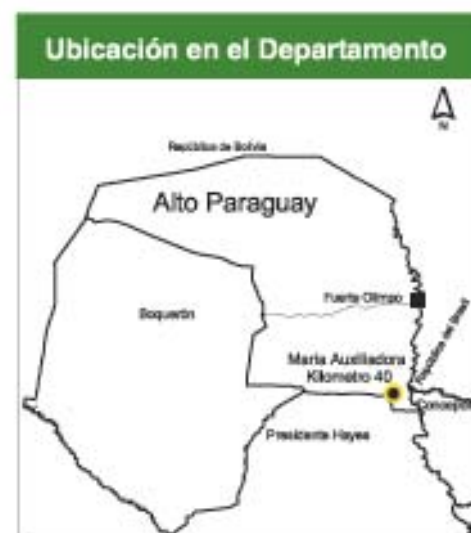 Ubicación en el Departamento
N
República de Bolivia
Alto Paraguay
Fuerte Olimpo
Boquerón
República del Brasil
María Auxiliadora
Kilometro 40
Concepció
Presidente Hayes